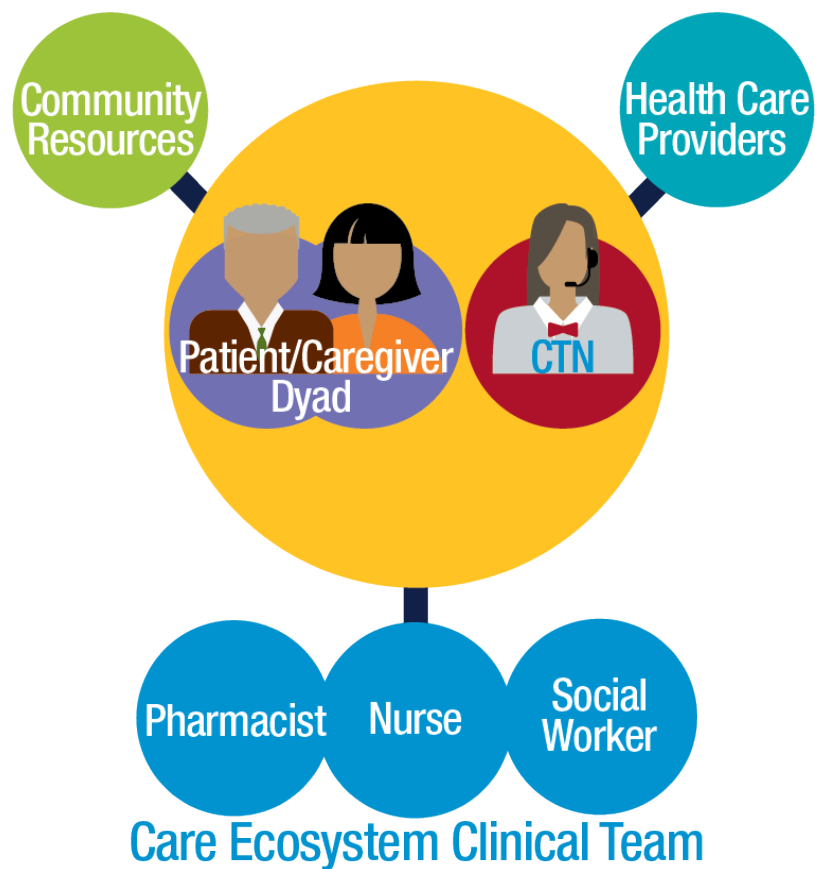 Community
Resources
Health Care
Providers
Patient/Caregiver
Dyad
CTN
Pharmacist
Nurse
Social
Worker
Care Ecosystem Clinical Team